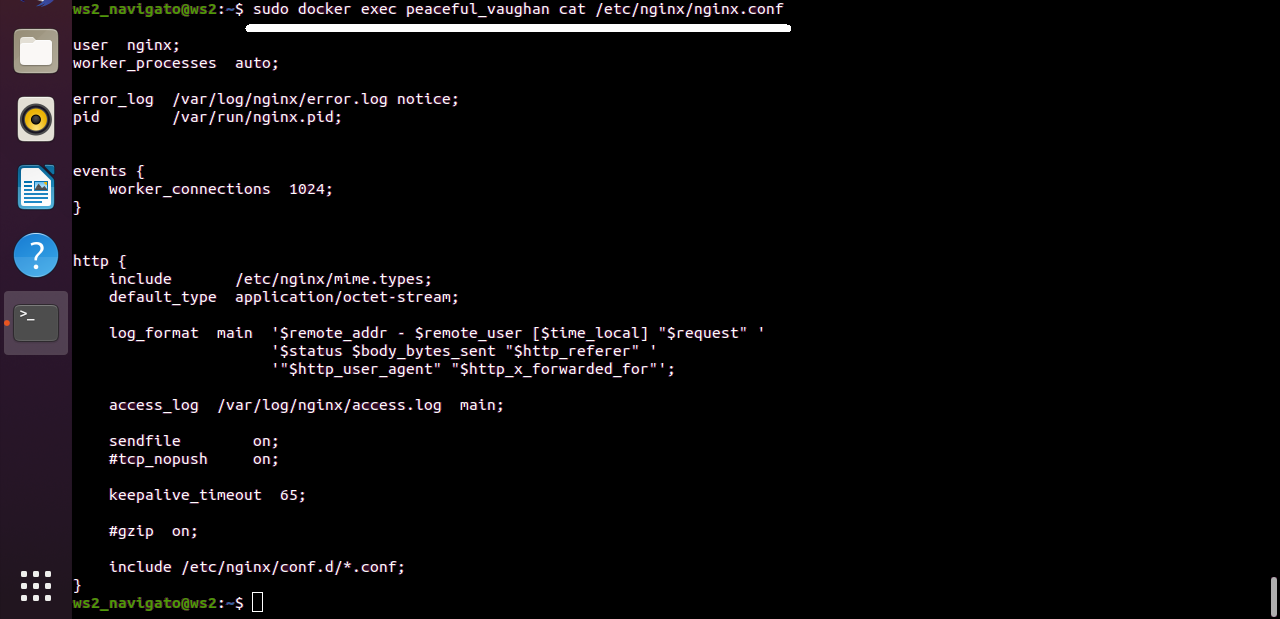 ws2_navigato@ws2:~$ sudo docker exec peaceful_vaughan cat /etc/nginx/nginx.conf
user  nginx;
worker_processes  auto;
error_log  /var/log/nginx/error.log notice;
pid        /var/run/nginx.pid;
events {
    worker_connections  1024;
}
http {
    include       /etc/nginx/mime.types;
    default_type  application/octet-stream;
    log_format  main  '$remote_addr - $remote_user [$time_local] "$request" '
                      '$status $body_bytes_sent "$http_referer" '
                      '"$http_user_agent" "$http_x_forwarded_for"';
    access_log  /var/log/nginx/access.log  main;
    sendfile        on;
    #tcp_nopush     on;
    keepalive_timeout  65;
    #gzip  on;
    include /etc/nginx/conf.d/*.conf;
}
ws2_navigato@ws2:~$